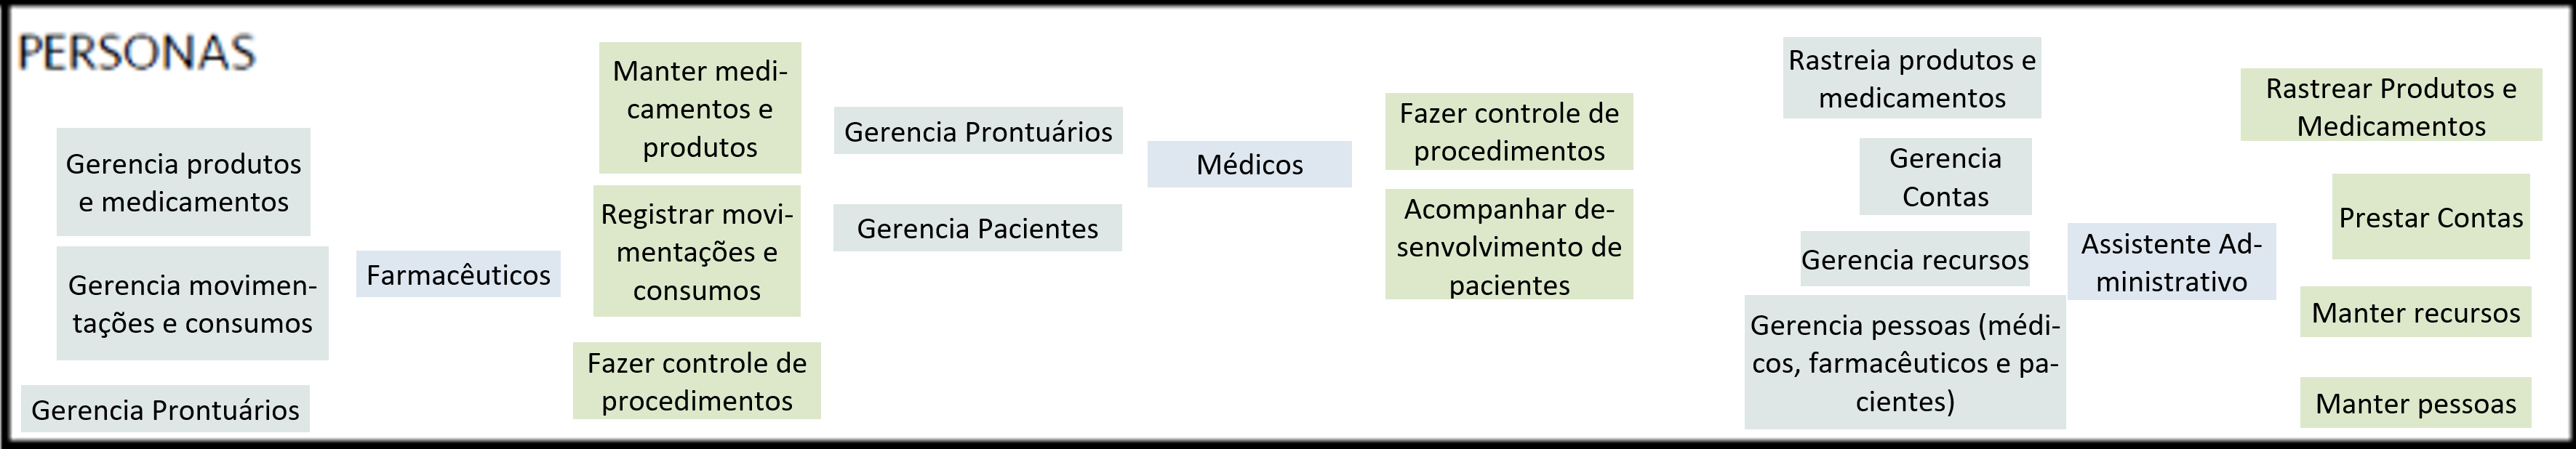 PERSONAS
Gerencia produtos
e medicamentos
Gerencia movimen-
tações e consumos
Gerencia Prontuários
Farmacêuticos
Manter medi-
camentos e
produtos
Registrar movi-
mentações e
consumos
Fazer controle de
procedimentos
Gerencia Prontuários
Gerencia Pacientes
Médicos
Fazer controle de
procedimentos
Acompanhar de-
senvolvimento de
pacientes
Rastreia produtos e
medicamentos
Gerencia
Contas
Gerencia recursos
Gerencia pessoas (médi-
cos, farmacêuticos e pa-
cientes)
Assistente Ad-
ministrativo
Rastrear Produtos e
Medicamentos
Prestar Contas
Manter recursos
Manter pessoas